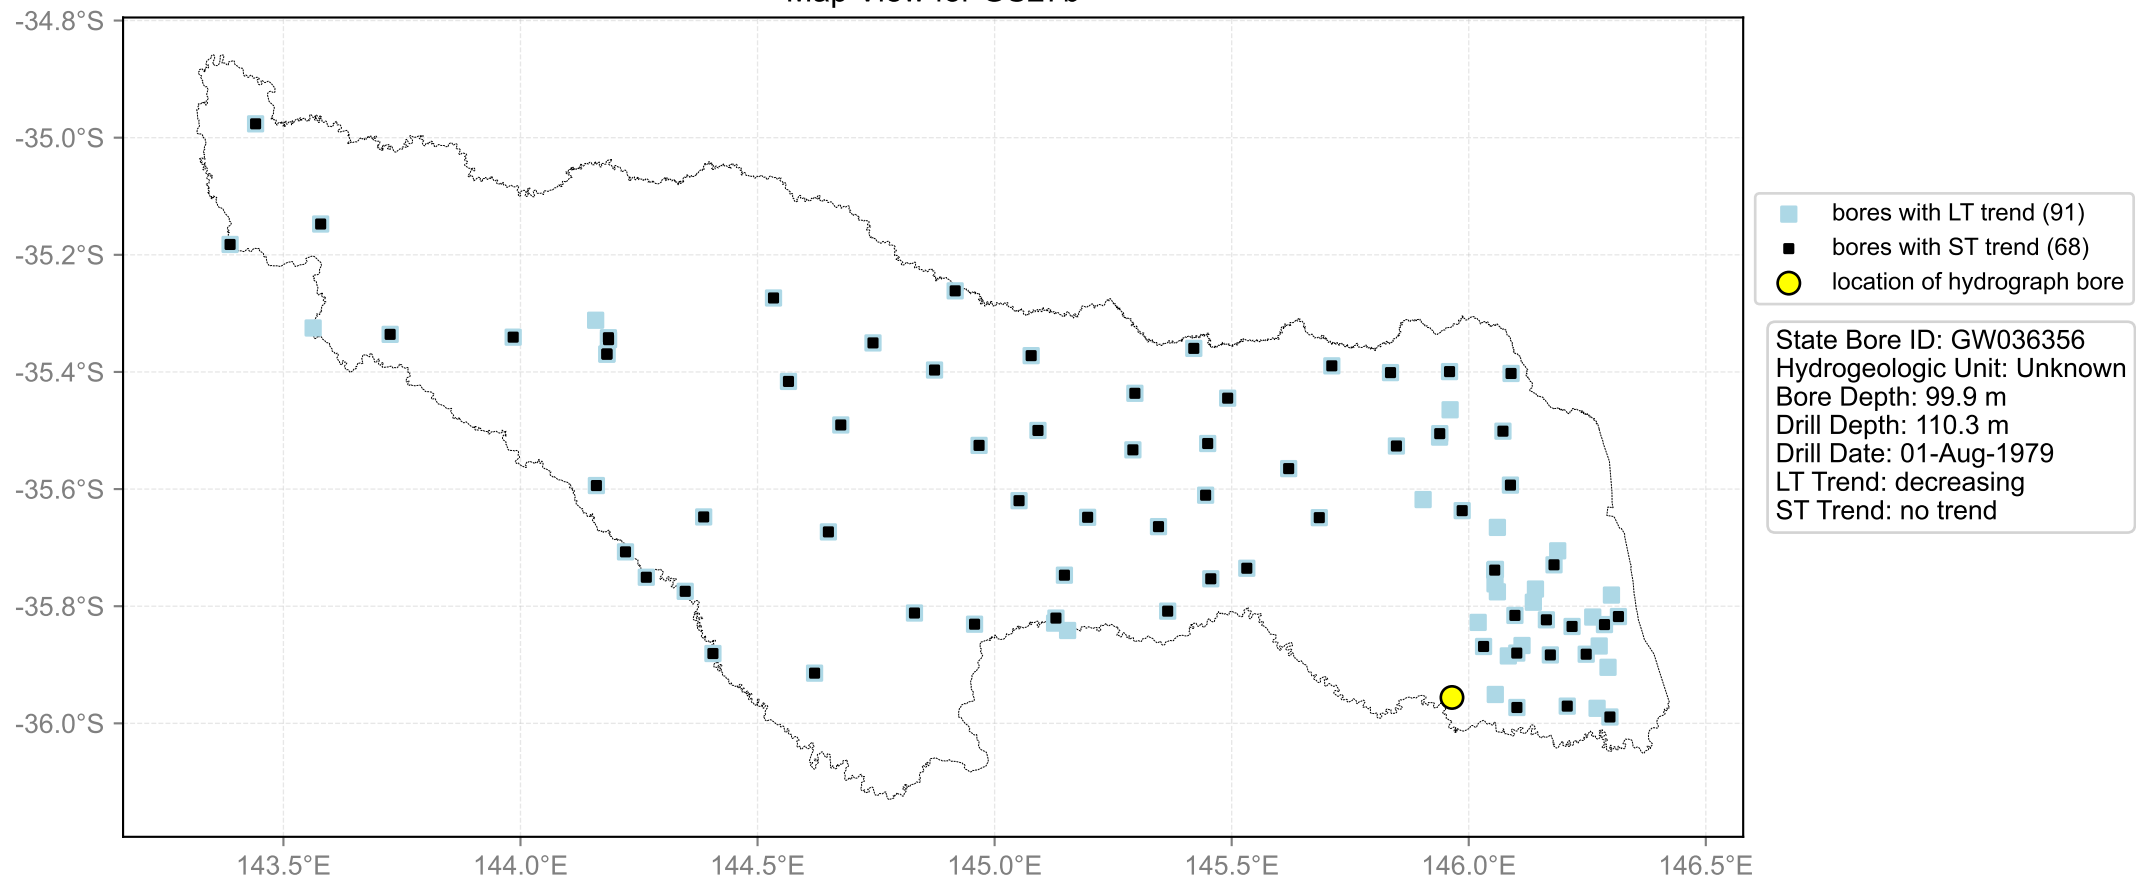 -34.8°S
-35.0°S
-35.2°S
-35.4°S
-35.6°S
-35.8°S
-36.0°S
143.5°E
144.0°E
144.5°E
145.0°E
145.5°E
146.0°E
146.5°E
bores with LT trend (91)
bores with ST trend (68)
location of hydrograph bore
State Bore ID: GW036356
Hydrogeologic Unit: Unknown
Bore Depth: 99.9 m
Drill Depth: 110.3 m
Drill Date: 01-Aug-1979
LT Trend: decreasing
ST Trend: no trend